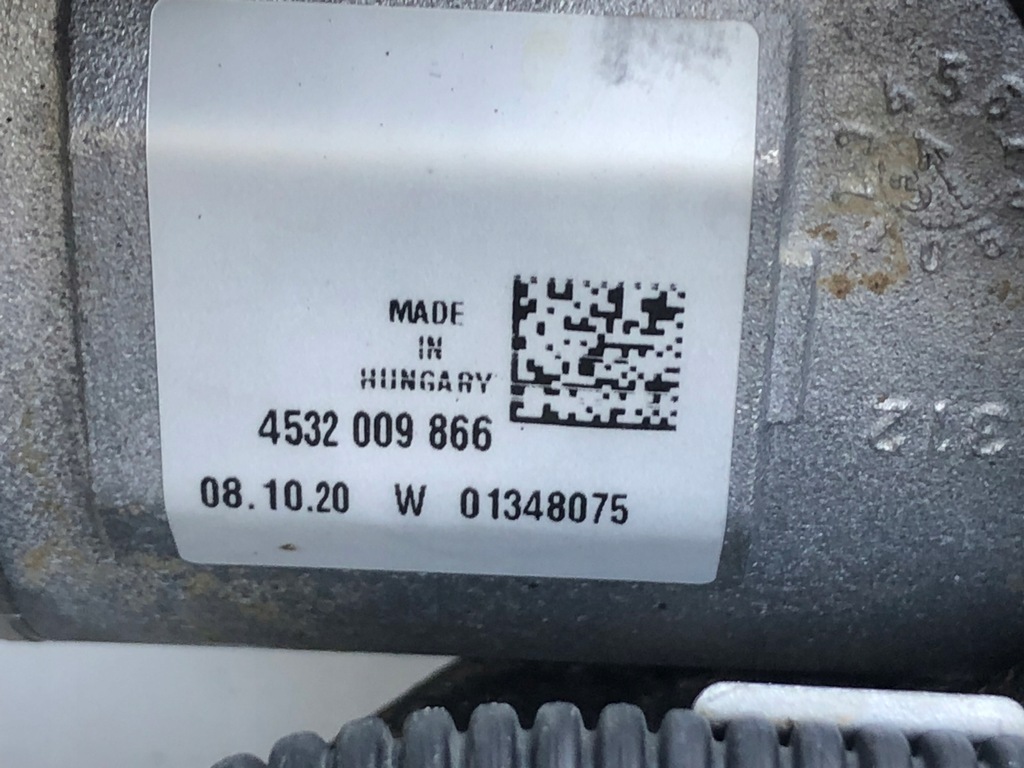 MADE
IN
HUNGARY
4532 009 866
08.10.20 W 01348075